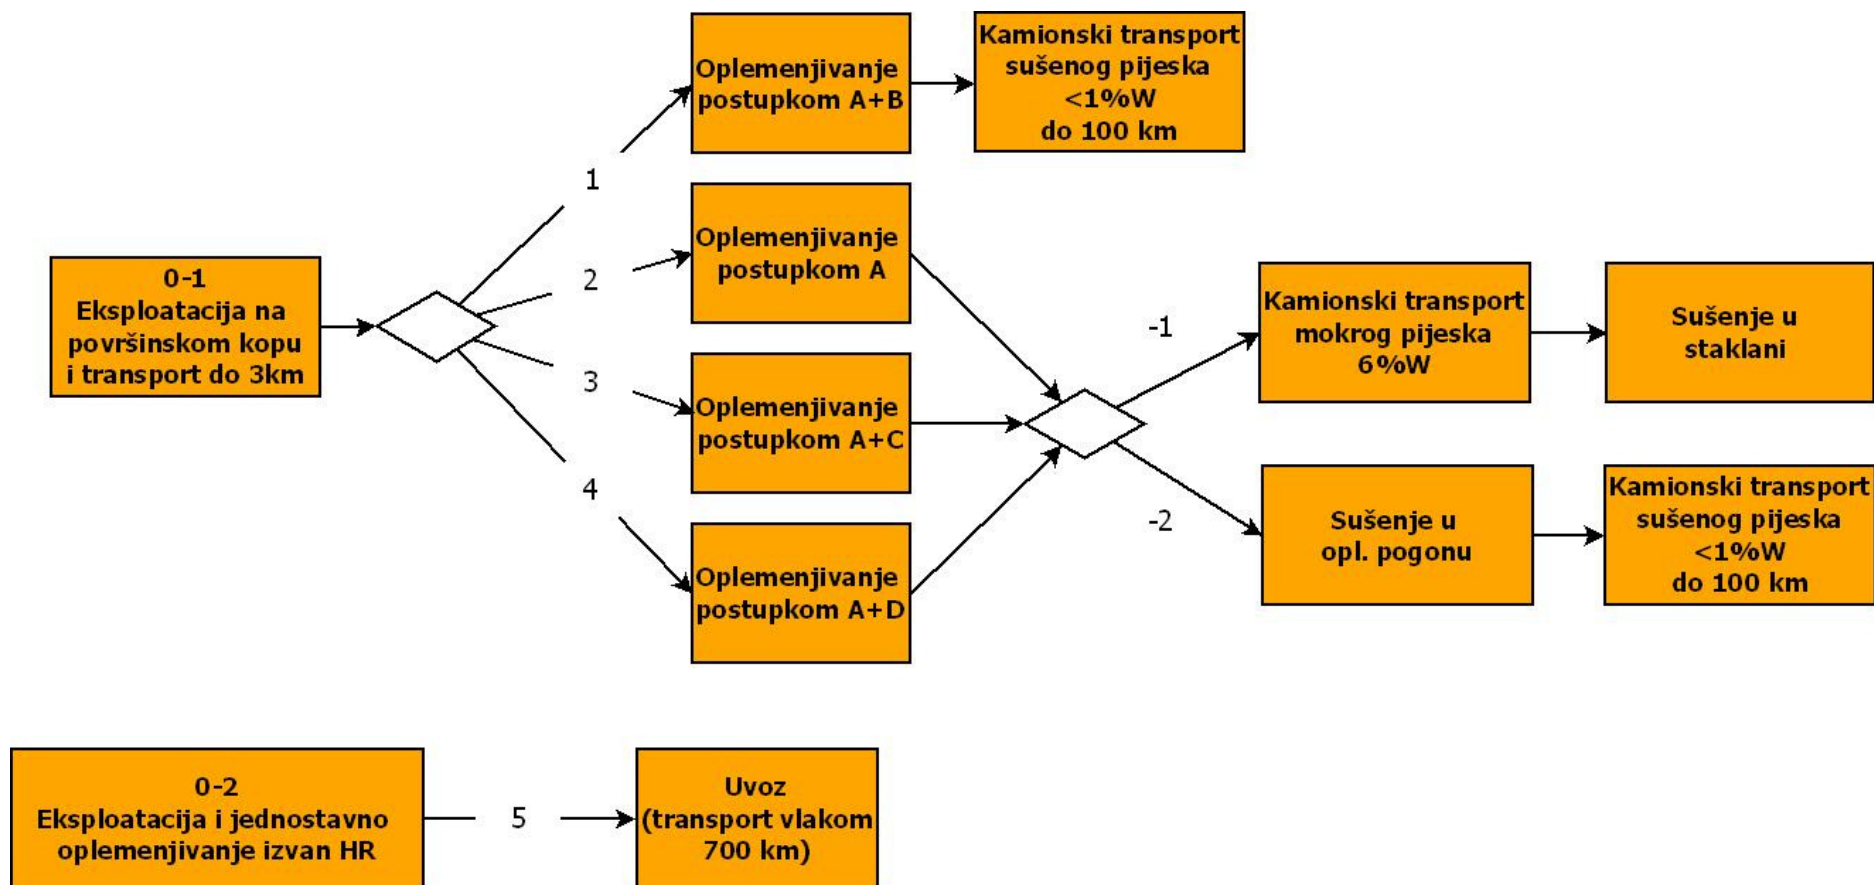 Oplemenjivanje
postupkom A+B
Kamionski transport
sušenog pijeska
<1%W
do 100 km
1
Oplemenjivanje
postupkom A
2
0-1
Eksploatacija na
površinskom kopu
i transport do 3km
3
Oplemenjivanje
postupkom A+C
4
Oplemenjivanje
postupkom A+D
-1
Kamionski transport
mokrog pijeska
6%W
Sušenje u
staklani
-2
Sušenje u
opl. pogonu
Kamionski transport
sušenog pijeska
<1%W
do 100 km
0-2
Eksploatacija i jednostavno
oplemenjivanje izvan HR
5
Uvoz
(transport vlakom
700 km)